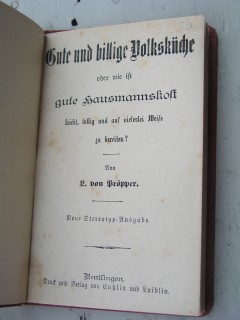 Gute und billige Volksküche
oder wie ist
gute Hausmannskost
leicht, billig und auf vielerlei Weise
zu bereiten?
Von
L. von Pröpper.
Neue Stereotyp-Ausgabe.
Reutlingen.
Druck und Verlag von Enßlin und Laiblin.